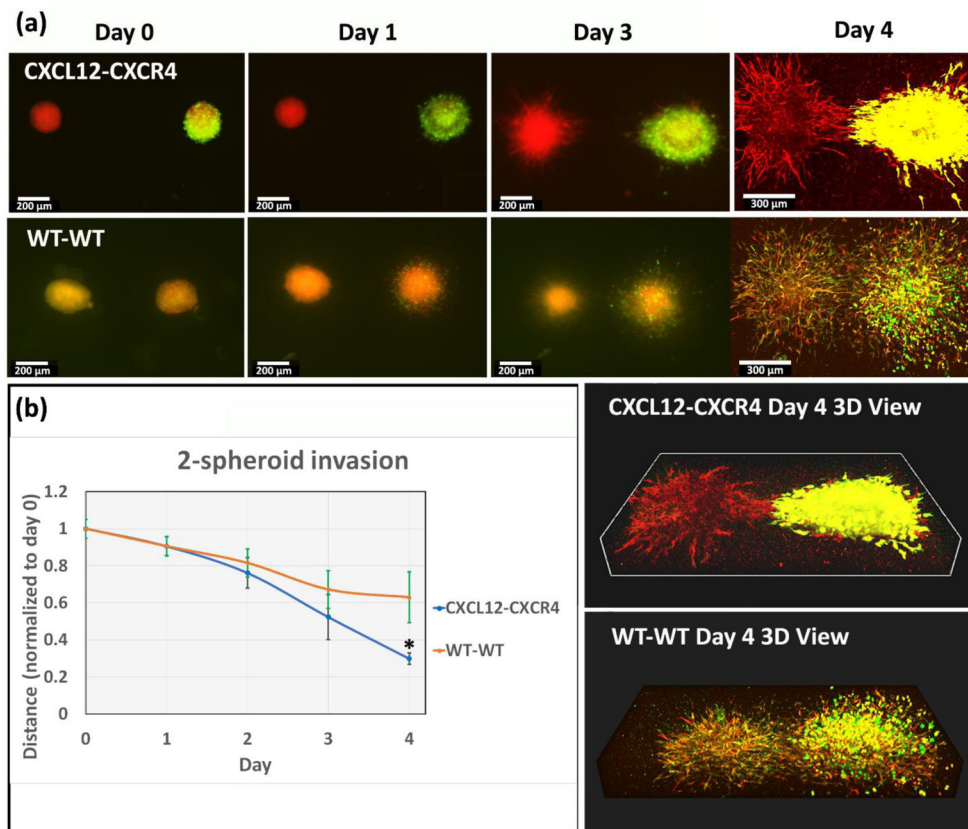 (a)
Day 0
Day 1
Day 3
Day 4
CXCL12-CXCR4
200 µm
200 µm
200 µm
300 µm
WT-WT
200 µm
200 µm
200 µm
300 µm
(b)
2-spheroid invasion
Distance (normalized to day 0)
1.2
1
0.8
0.6
0.4
0.2
0
*
0
1
2
3
4
Day
CXCL12-CXCR4
WT-WT
CXCL12-CXCR4 Day 4 3D View
WT-WT Day 4 3D View